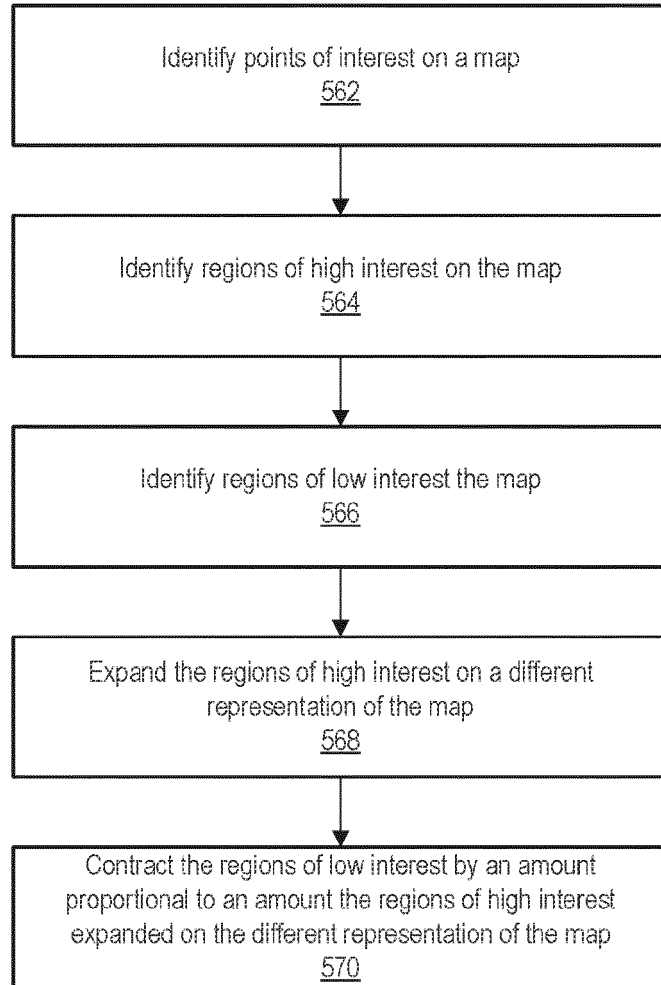 Identify points of interest on a map
562
Identify regions of high interest on the map
564
Identify regions of low interest the map
566
Expand the regions of high interest on a different
representation of the map
568
Contract the regions of low interest by an amount
proportional to an amount the regions of high interest
expanded on the different representation of the map
570